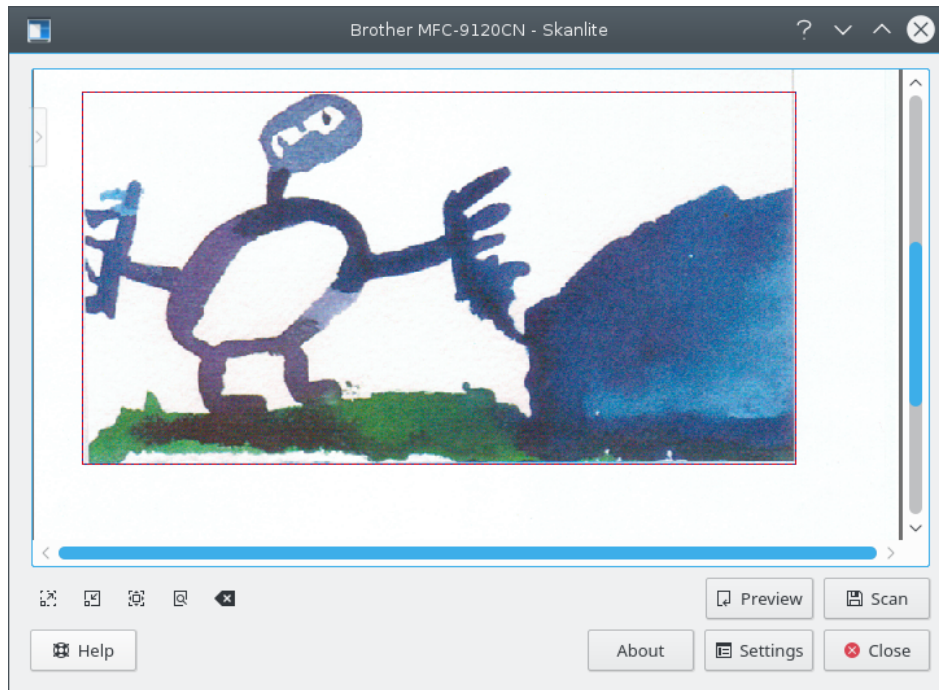 Brother MFC-9120CN - Skanlite
Preview
Scan
Help
About
Settings
Close